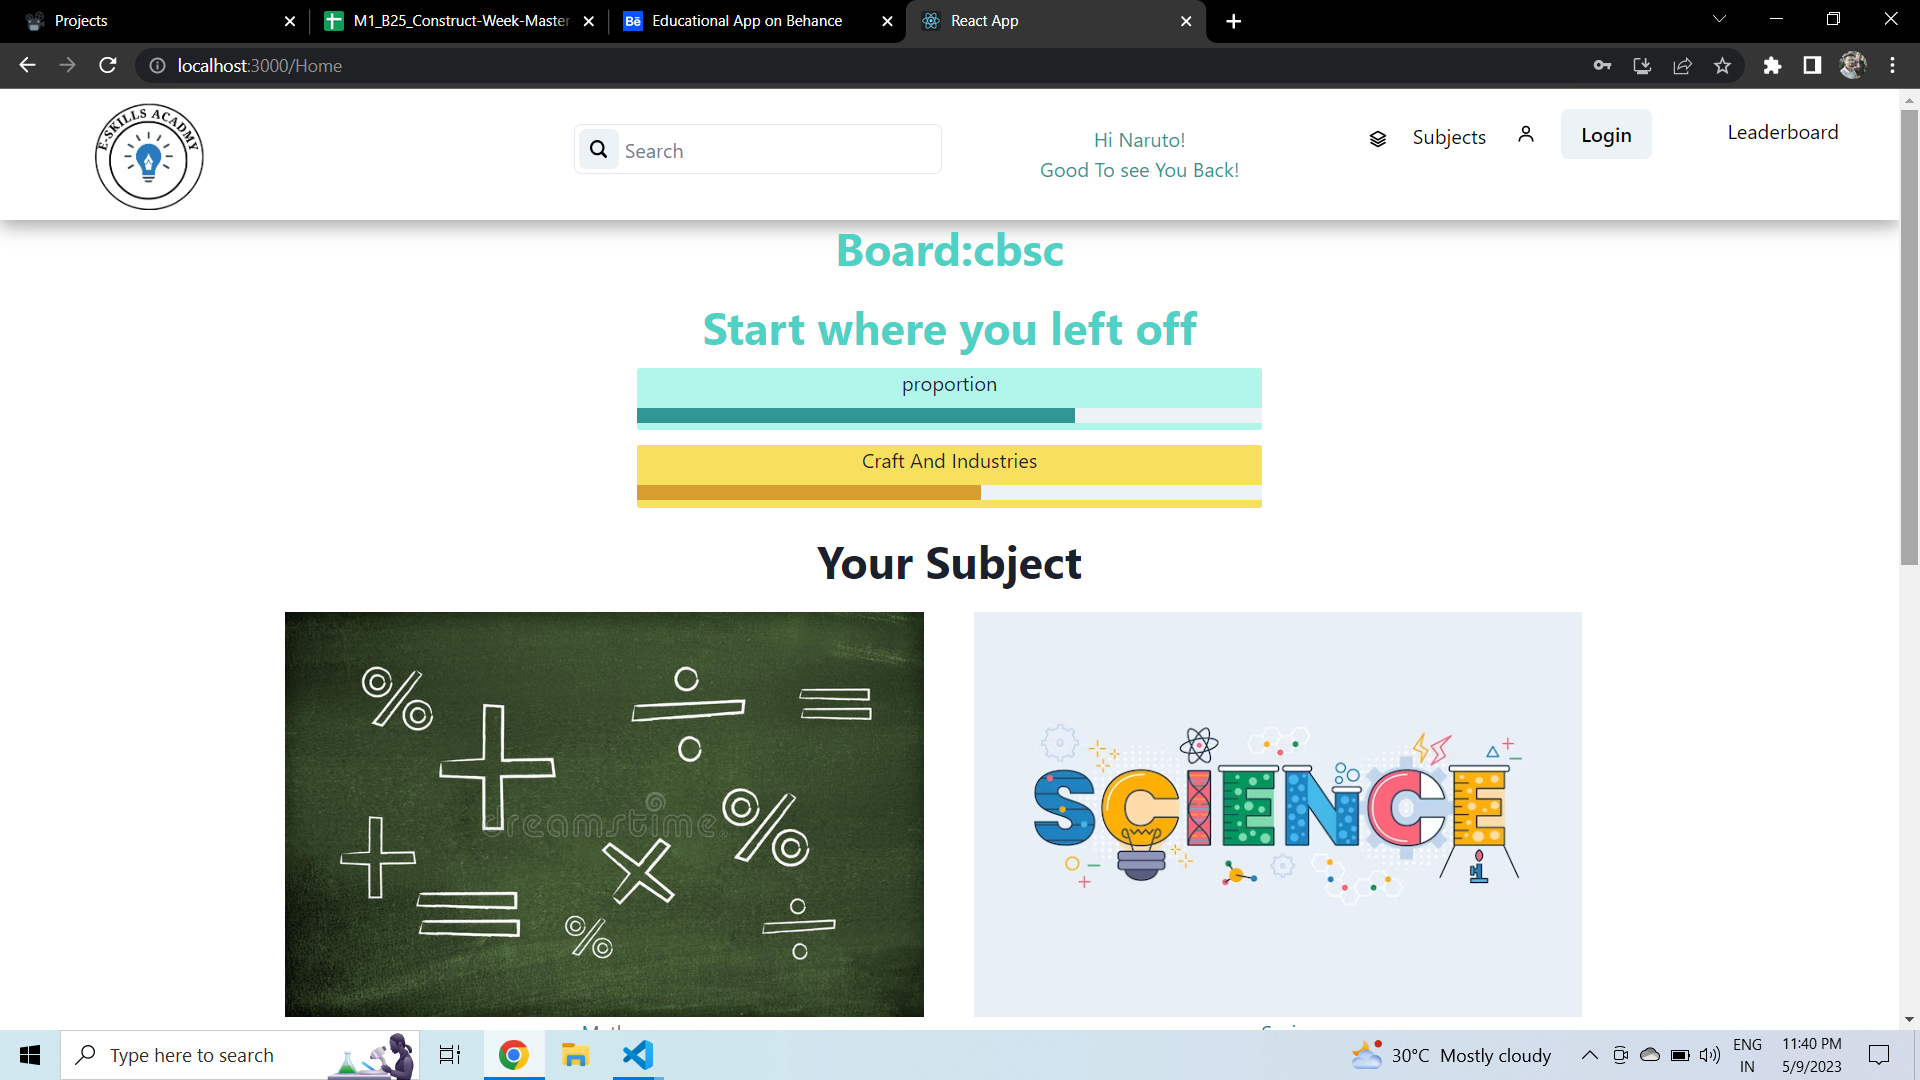 Projects
M1_B25_Construct-Week-Master
Bē Educational App on Behance
React App
localhost:3000/Home
E-SKILLS ACADMY
Search
Hi Naruto!
Good To see You Back!
Subjects
Login
Leaderboard
Board:cbsc
Start where you left off
proportion
Craft And Industries
Your Subject
% + ÷ =
+ = × % % ÷
dreamstime
SCIENCE
Type here to search
30°C Mostly cloudy
ENG
IN
11:40 PM
5/9/2023